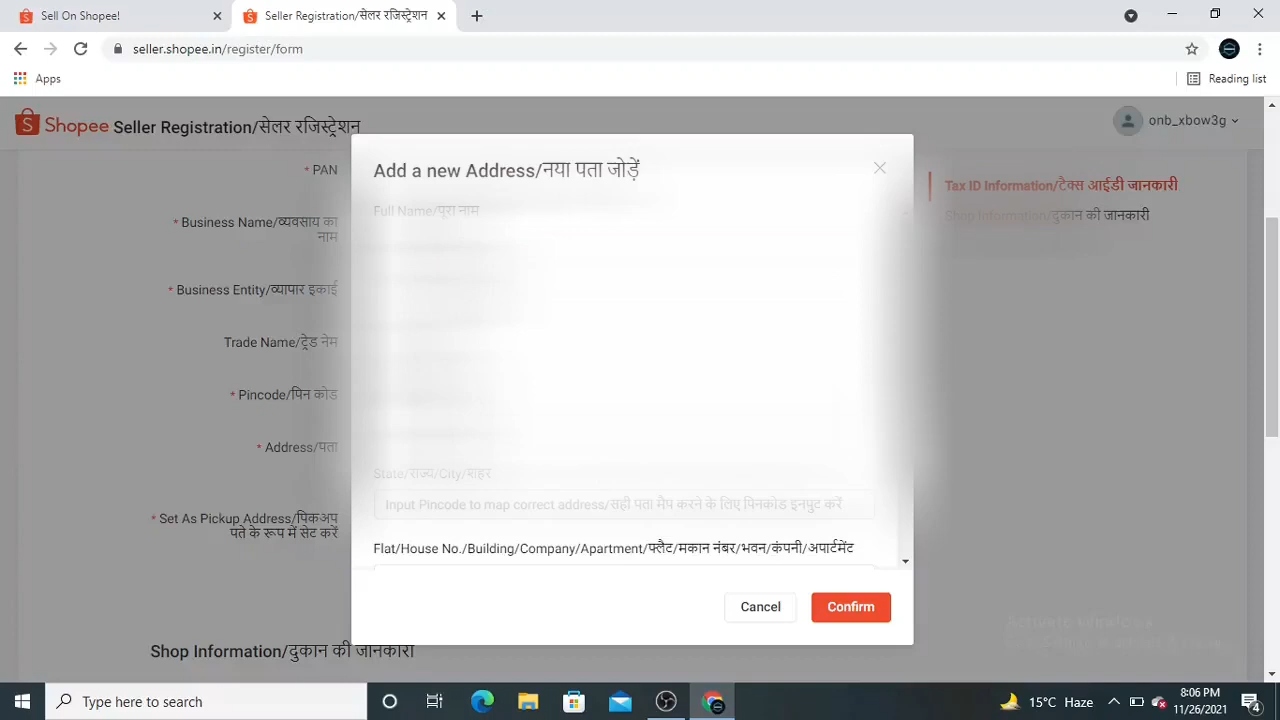 Sell On Shopee!
Seller Registration/सेलर रजिस्ट्रेशन
seller.shopee.in/register/form
Apps
Reading list
Shopee Seller Registration/सेलर रजिस्ट्रेशन
onb_xbow3g
* PAN
* Business Name/व्यवसाय का
नाम
* Business Entity/व्यापार इकाई
Trade Name/ट्रेड नेम
* Pincode/पिन कोड
* Address/पता
* Set As Pickup Address/पिकअप
पते के रूप में सेट करें
Shop Information/दुकान की जानकारी
Add a new Address/नया पता जोड़ें
Full Name/पूरा नाम
State/राज्य/City/शहर
Input Pincode to map correct address/सही पता मैप करने के लिए पिनकोड इनपुट करें
Flat/House No./Building/Company/Apartment/फ्लैट/मकान नंबर/भवन/कंपनी/अपार्टमेंट
Cancel
Confirm
Tax ID Information/टैक्स आईडी जानकारी
Shop Information/दुकान की जानकारी
Type here to search
15°C Haze
8:06 PM
11/26/2021
4